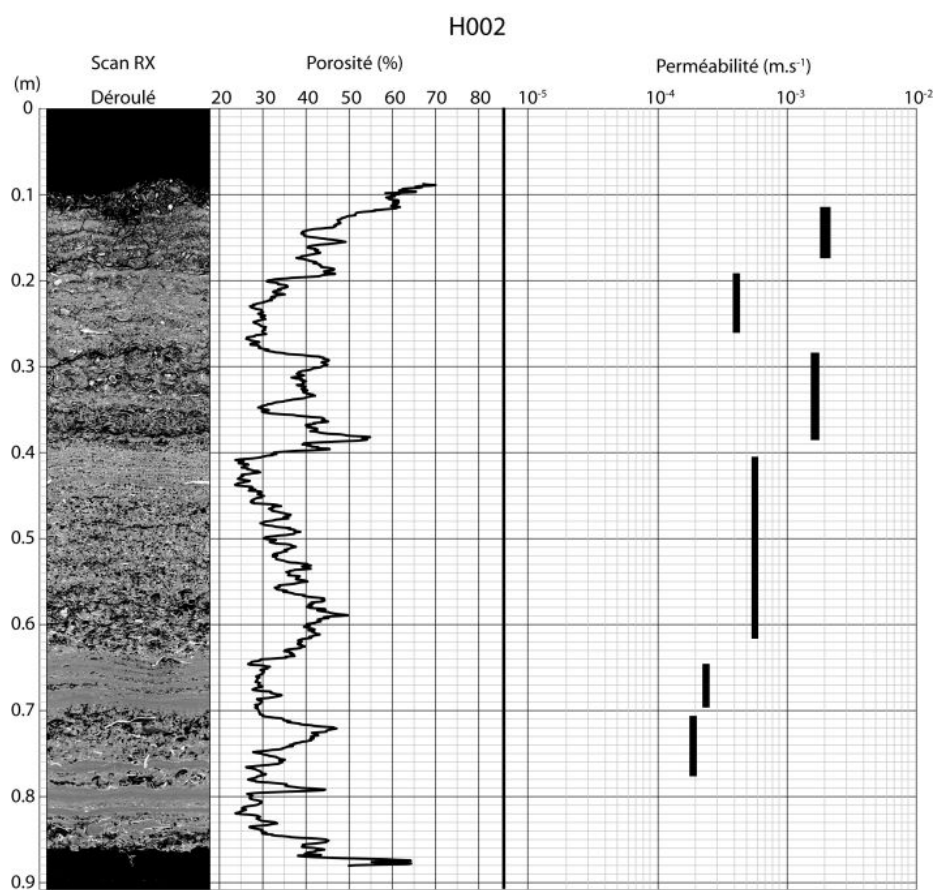 H002
Scan RX
Porosité (%)
Perméabilité (m.s⁻¹)
(m)
Déroulé
20 30 40 50 60 70 80
10⁻⁵ 10⁻⁴ 10⁻³ 10⁻²
0
0.1
0.2
0.3
0.4
0.5
0.6
0.7
0.8
0.9